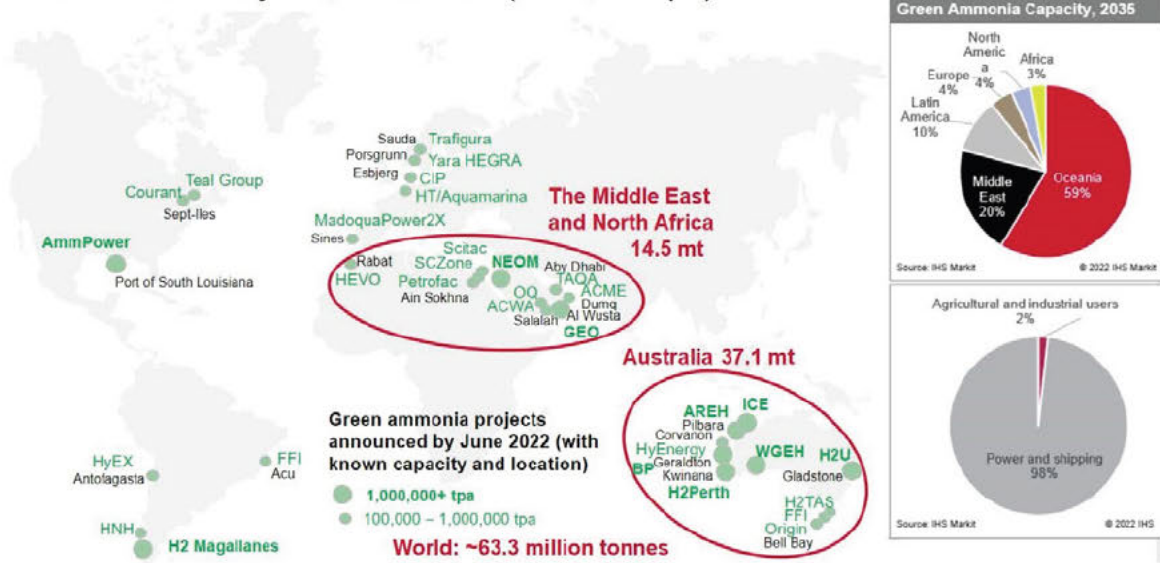 Green Ammonia Capacity, 2035
North
Americ
a
4%
Africa
3%
Europe
4%
Latin
America
10%
Middle
East
20%
Oceania
59%
Source: IHS Markit
© 2022 IHS Markit
Agricultural and industrial users
2%
Power and shipping
98%
Source: IHS Markit
© 2022 IHS
Sauda Trafigura
Porsgrunn Yara HEGRA
Esbjerg CIP
HT/Aquamarina
Courant Teal Group
Sept-Iles
MadoquaPower2X
Sines
AmmPower
Port of South Louisiana
The Middle East
and North Africa
14.5 mt
Rabat
HEVO
Scitac
SCZone
Petrofac
Ain Sokhna
NEOM
Aby Dhabi
TAQA
OQ
ACME
ACWA
Dumq
Salalah
Al Wusta
GEO
Australia 37.1 mt
AREH
ICE
Pilbara
Corvanon
HyEnergy
BP
Geraldton
Kwinana
H2Perth
WGEH
H2U
Gladstone
H2TAS
FFI
Origin
Bell Bay
HyEX
Antofagasta
FFI
Acu
HNH
H2 Magallanes
Green ammonia projects
announced by June 2022 (with
known capacity and location)
1,000,000+ tpa
100,000 – 1,000,000 tpa
World: ~63.3 million tonnes